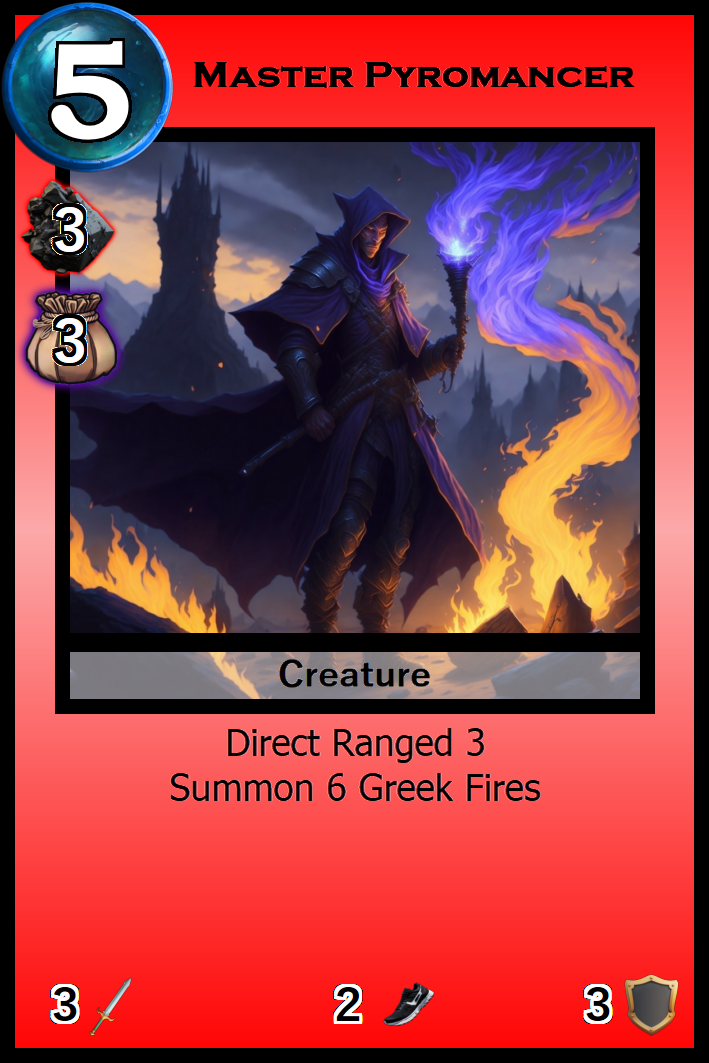 5
Master Pyromancer
3
3
Creature
Direct Ranged 3
Summon 6 Greek Fires
3 2 3